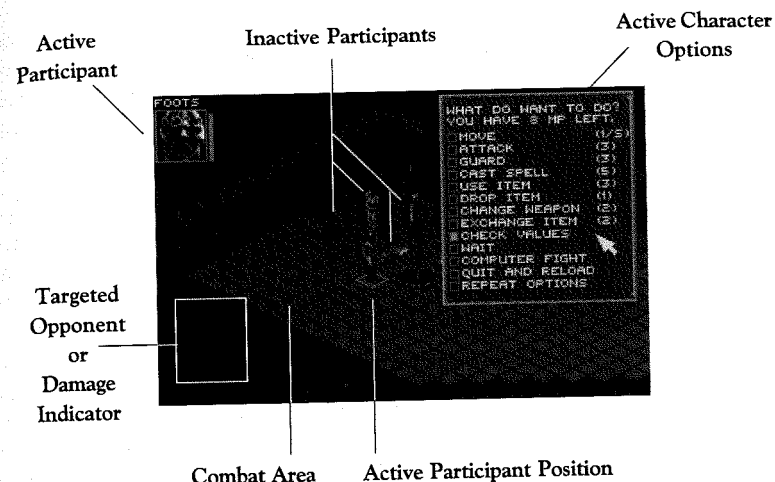 Active
Participant
Inactive Participants
Active Character
Options
FOOTS
WHAT DO WANT TO DO?
YOU HAVE 8 MP LEFT.
MOVE (1/5)
ATTACK (3)
GUARD (3)
CAST SPELL (5)
USE ITEM (3)
DROP ITEM (1)
CHANGE WEAPON (2)
EXCHANGE ITEM (2)
CHECK VALUES
WAIT
COMPUTER FIGHT
QUIT AND RELOAD
REPEAT OPTIONS
Targeted
Opponent
or
Damage
Indicator
Combat Area
Active Participant Position